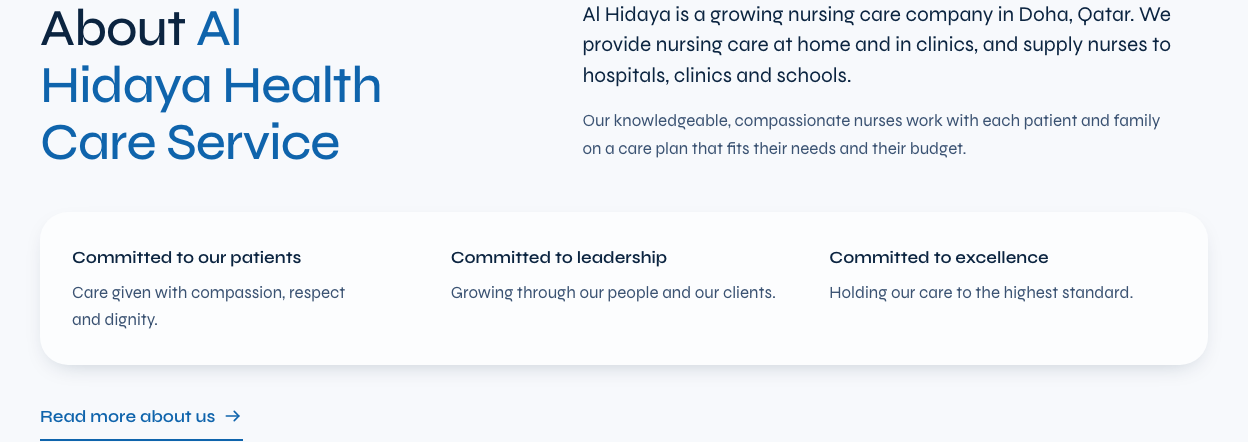 About Al
Hidaya Health
Care Service
Al Hidaya is a growing nursing care company in Doha, Qatar. We
provide nursing care at home and in clinics, and supply nurses to
hospitals, clinics and schools.
Our knowledgeable, compassionate nurses work with each patient and family
on a care plan that fits their needs and their budget.
Committed to our patients
Care given with compassion, respect
and dignity.
Committed to leadership
Growing through our people and our clients.
Committed to excellence
Holding our care to the highest standard.
Read more about us →